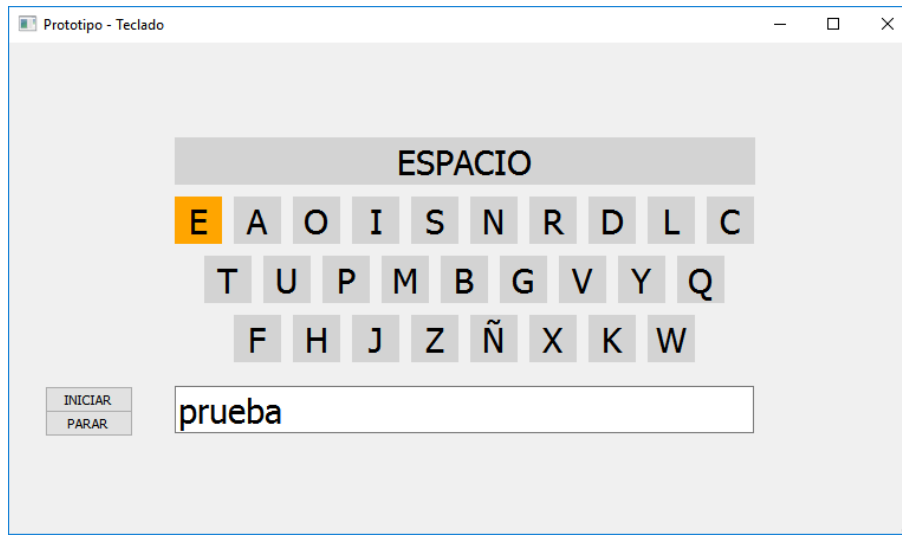 Prototipo - Teclado
ESPACIO
E A O I S N R D L C
T U P M B G V Y Q
F H J Z Ñ X K W
INICIAR
PARAR
prueba